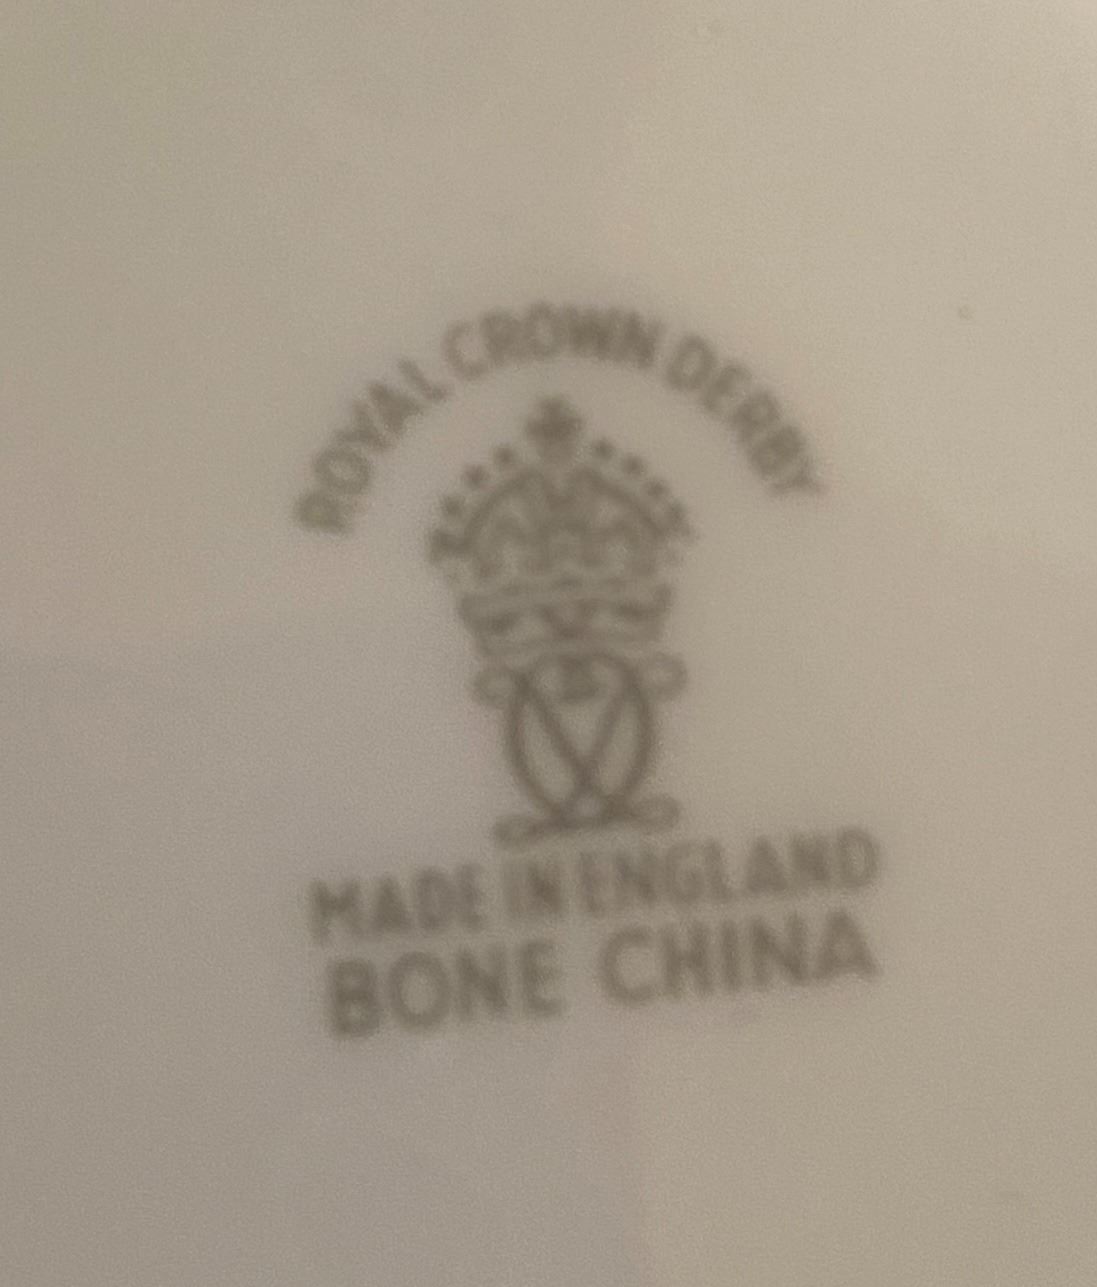 ROYAL CROWN DERBY
MADE IN ENGLAND
BONE CHINA